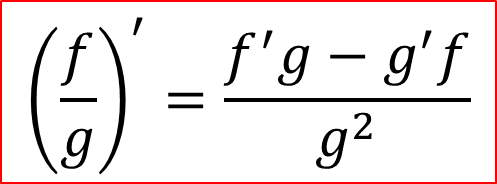 (f/g)′ = (f′g − g′f)/g²